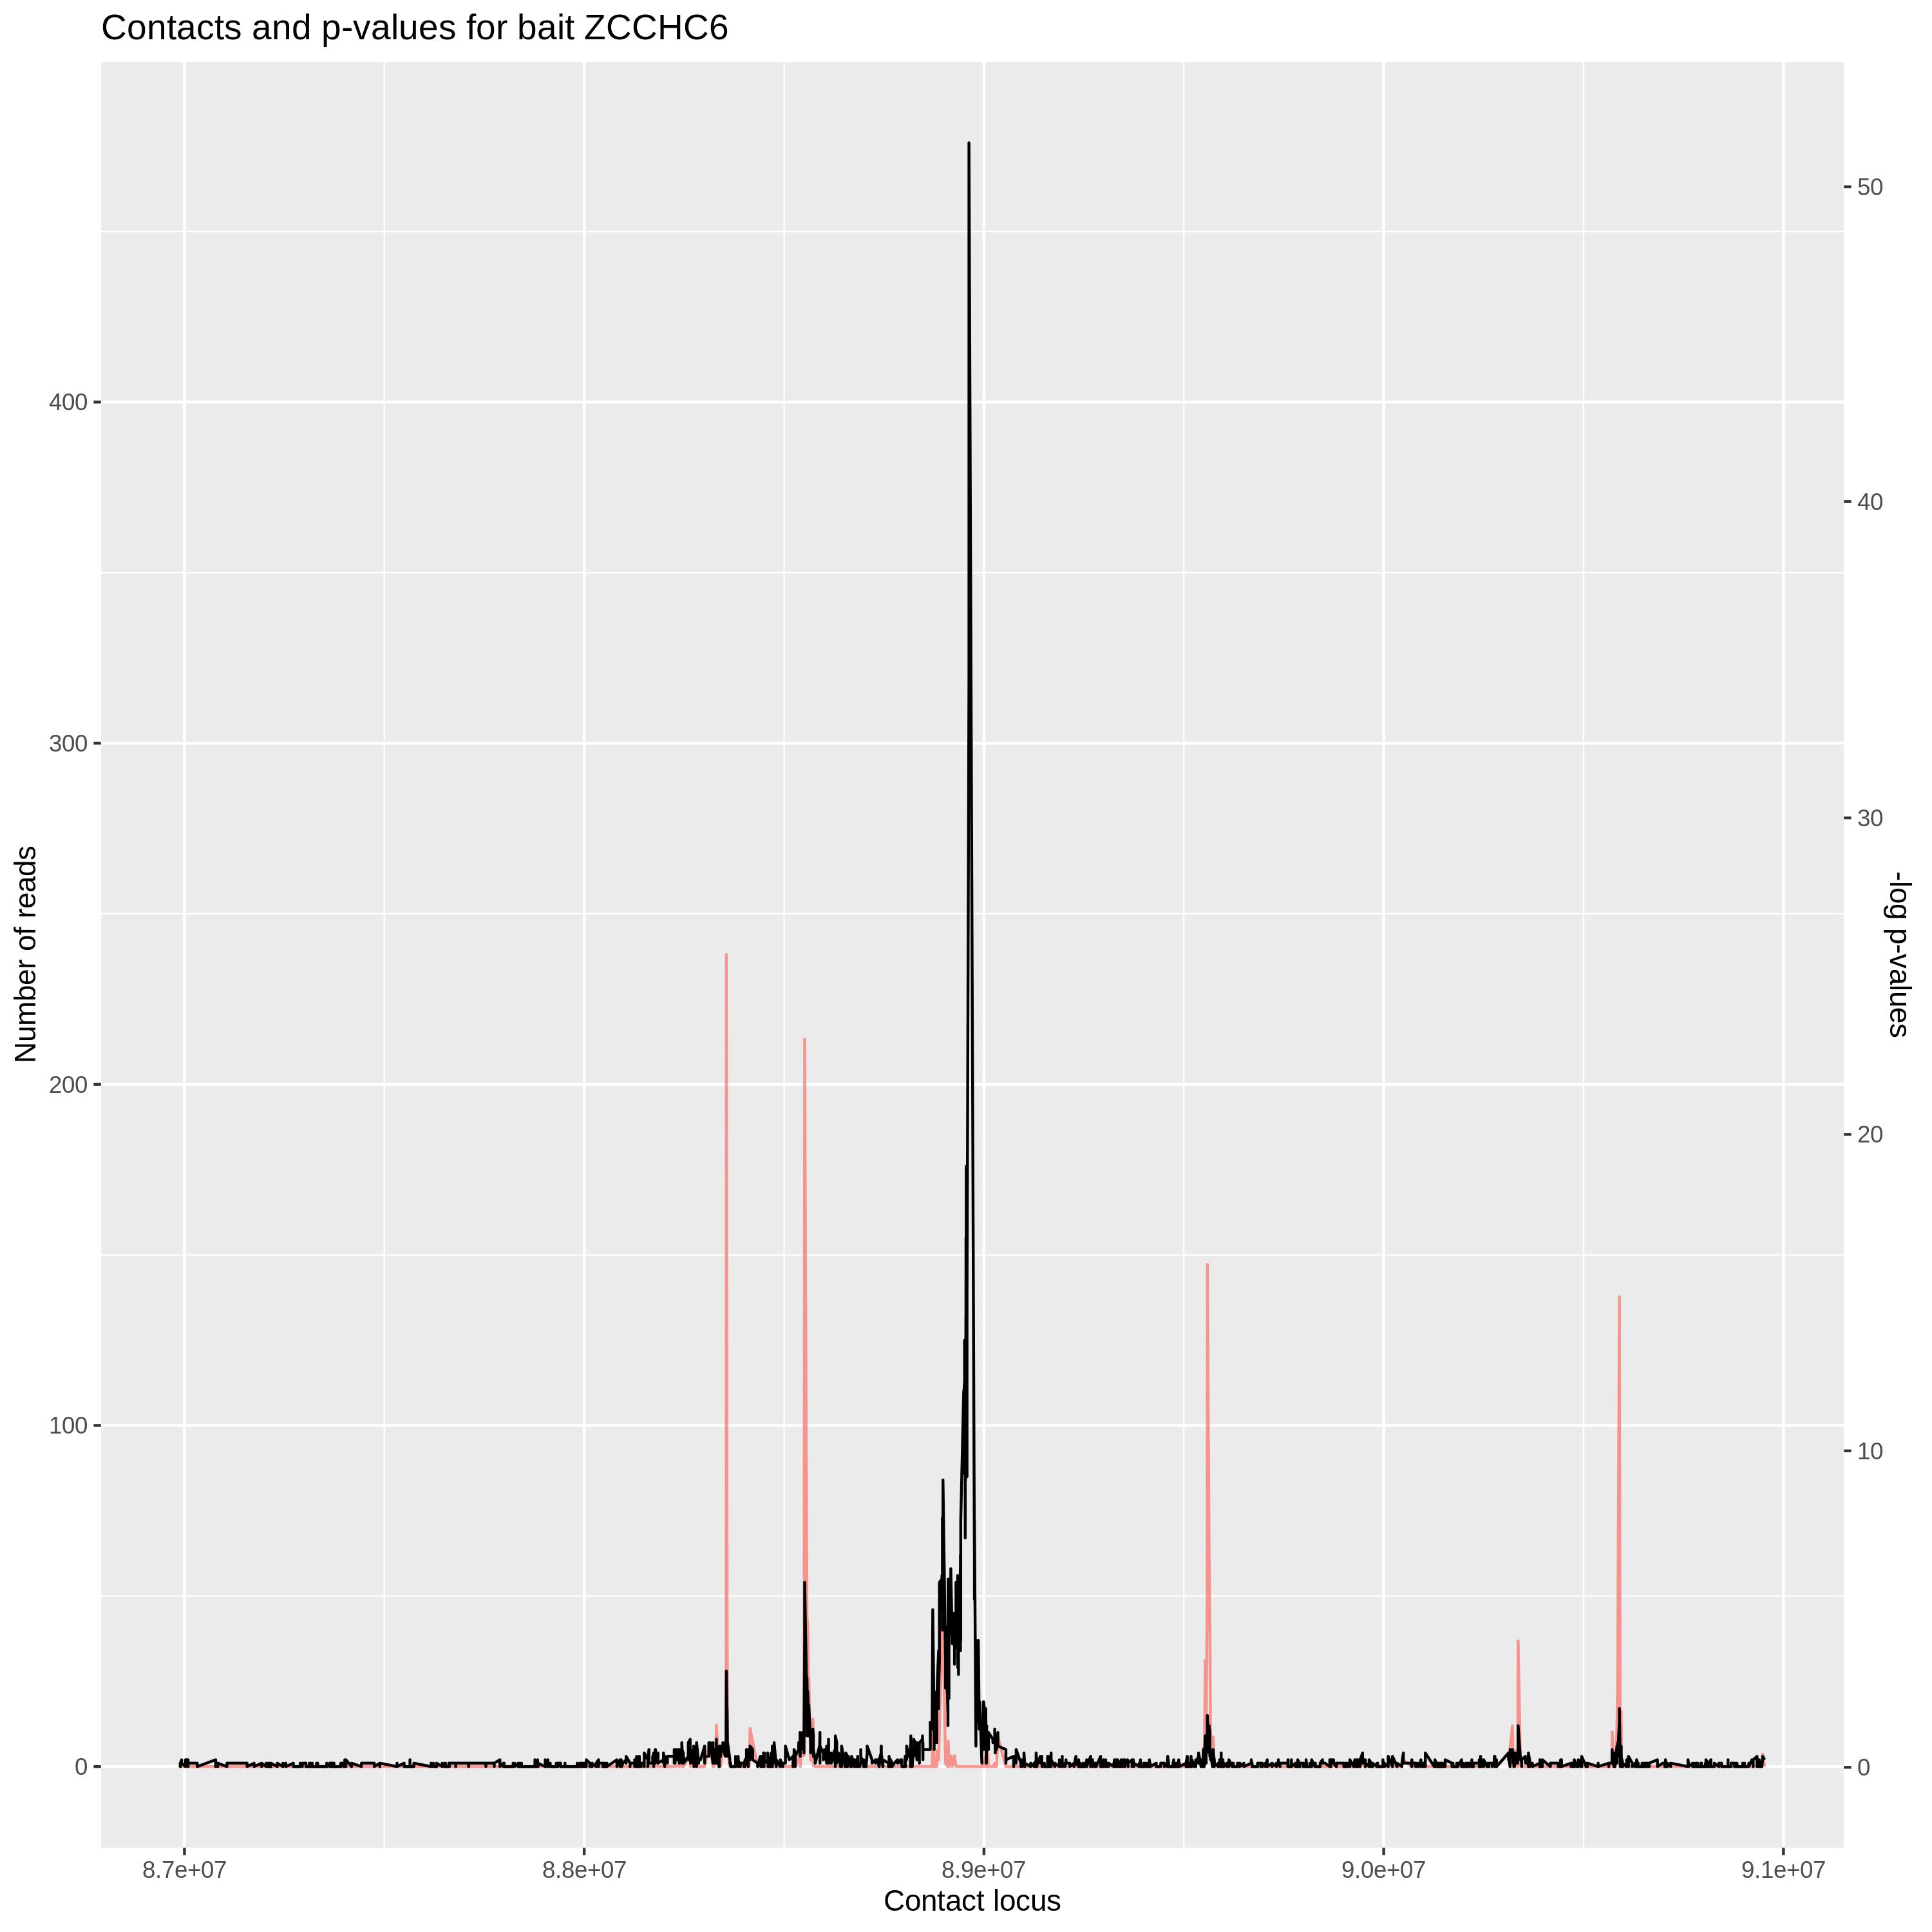 Contacts and p-values for bait ZCCHC6
Number of reads
400
300
200
100
0
50
40
30
20
10
0
-log p-values
8.7e+07 8.8e+07 8.9e+07 9.0e+07 9.1e+07
Contact locus